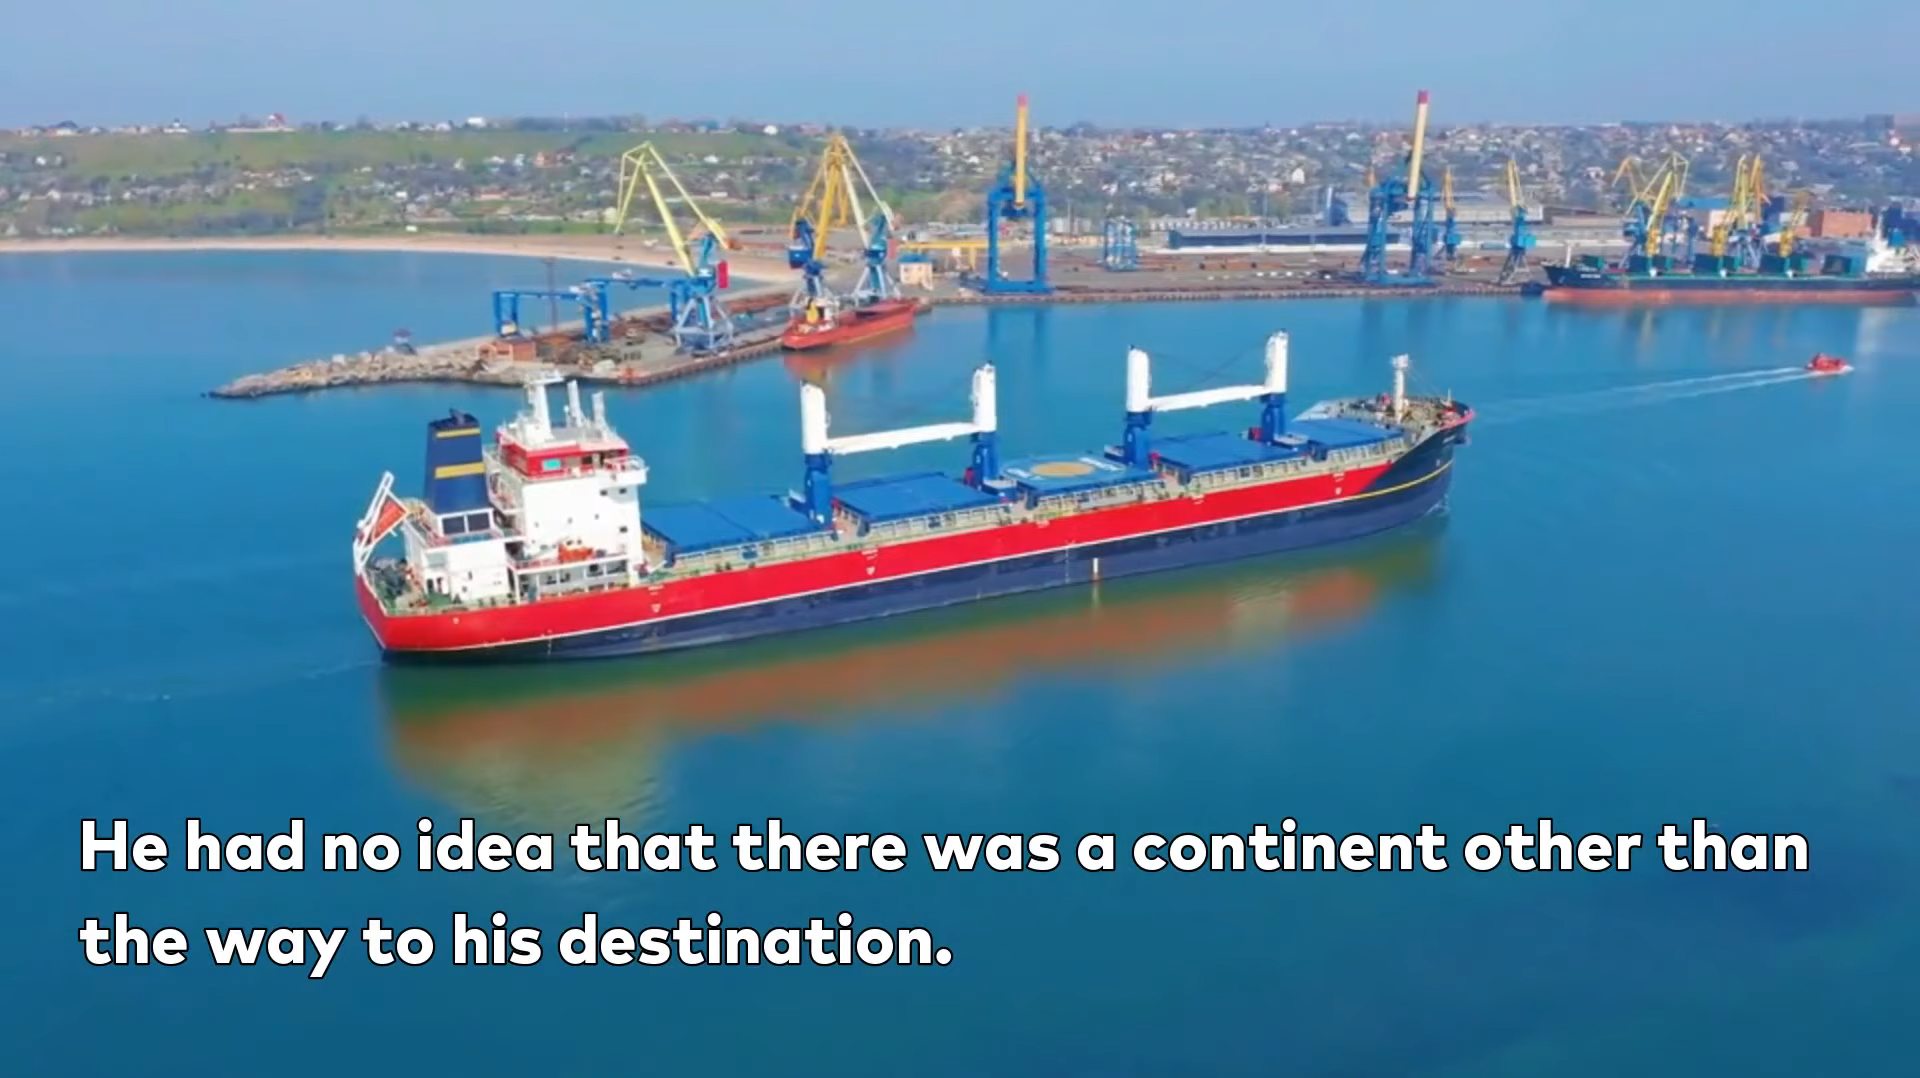 He had no idea that there was a continent other than
the way to his destination.